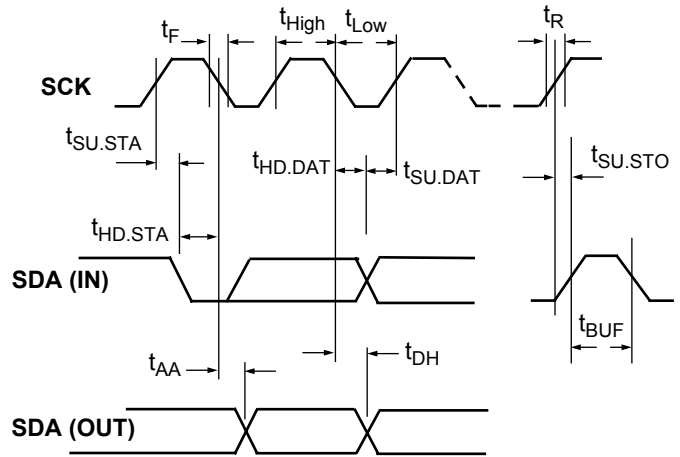 tF
tHigh
tLow
tR
SCK
tSU.STA
tHD.DAT
tSU.DAT
tSU.STO
tHD.STA
SDA (IN)
tBUF
tAA
tDH
SDA (OUT)